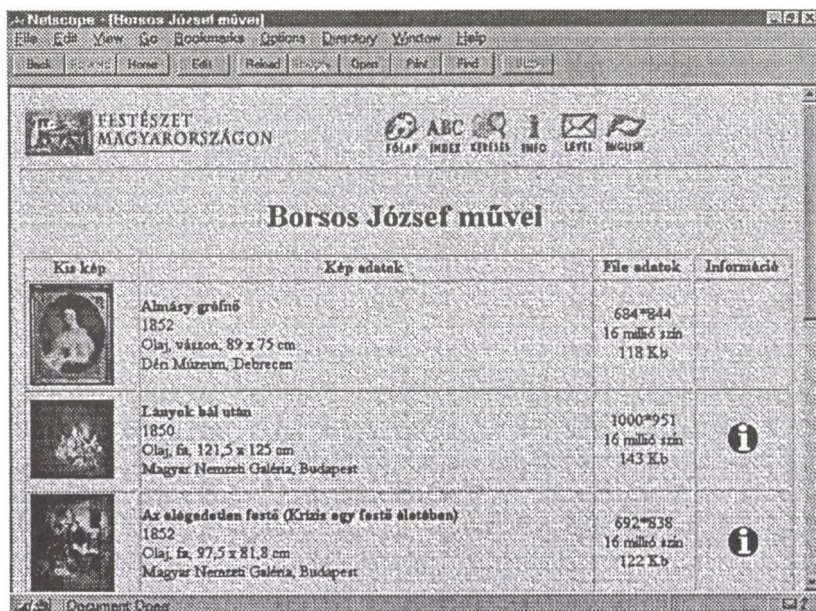 Netscape - [Borsos József művei]
File Edit View Go Bookmarks Options Directory Window Help
Back Home Edit Reload Open Print Find
FESTÉSZET
MAGYARORSZÁGON
FŐLAP ABC INDEX KERESÉS INFO LEVÉL ENGLISH
Borsos József művei
Kis kép Kép adatok File adatok Információ
Almásy grófnő
1852
Olaj, vászon, 89 x 75 cm
Déri Múzeum, Debrecen
684*844
16 millió szín
118 Kb
Lányok bál után
1850
Olaj, fa, 121,5 x 125 cm
Magyar Nemzeti Galéria, Budapest
1000*951
16 millió szín
143 Kb
Az elégedetlen festő (Krízis egy festő életében)
1852
Olaj, fa, 97,5 x 81,8 cm
Magyar Nemzeti Galéria, Budapest
692*838
16 millió szín
122 Kb
Document Done